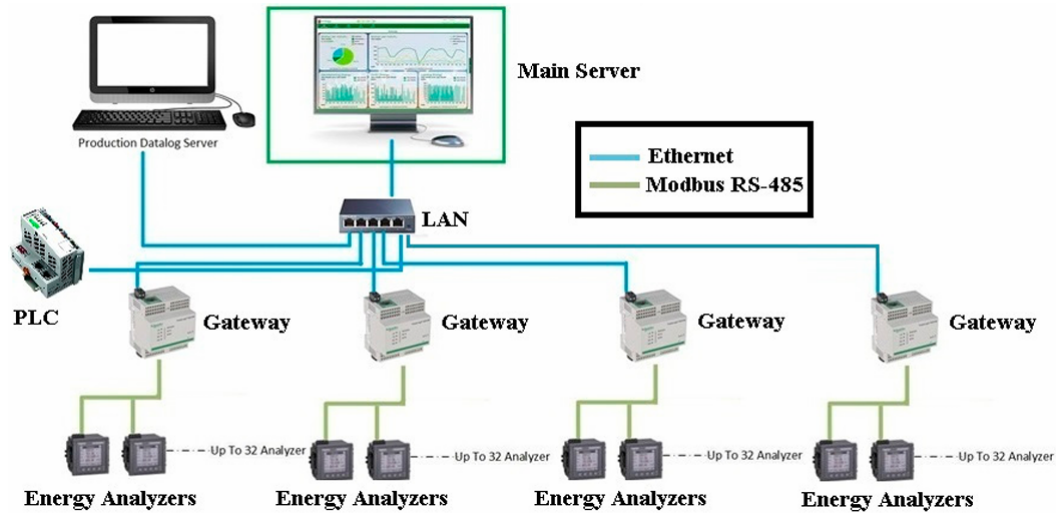 Main Server
Production Datalog Server
Ethernet
Modbus RS-485
LAN
PLC
Gateway
Gateway
Gateway
Gateway
Up To 32 Analyzer
Up To 32 Analyzer
Up To 32 Analyzer
Up To 32 Analyzer
Energy Analyzers
Energy Analyzers
Energy Analyzers
Energy Analyzers